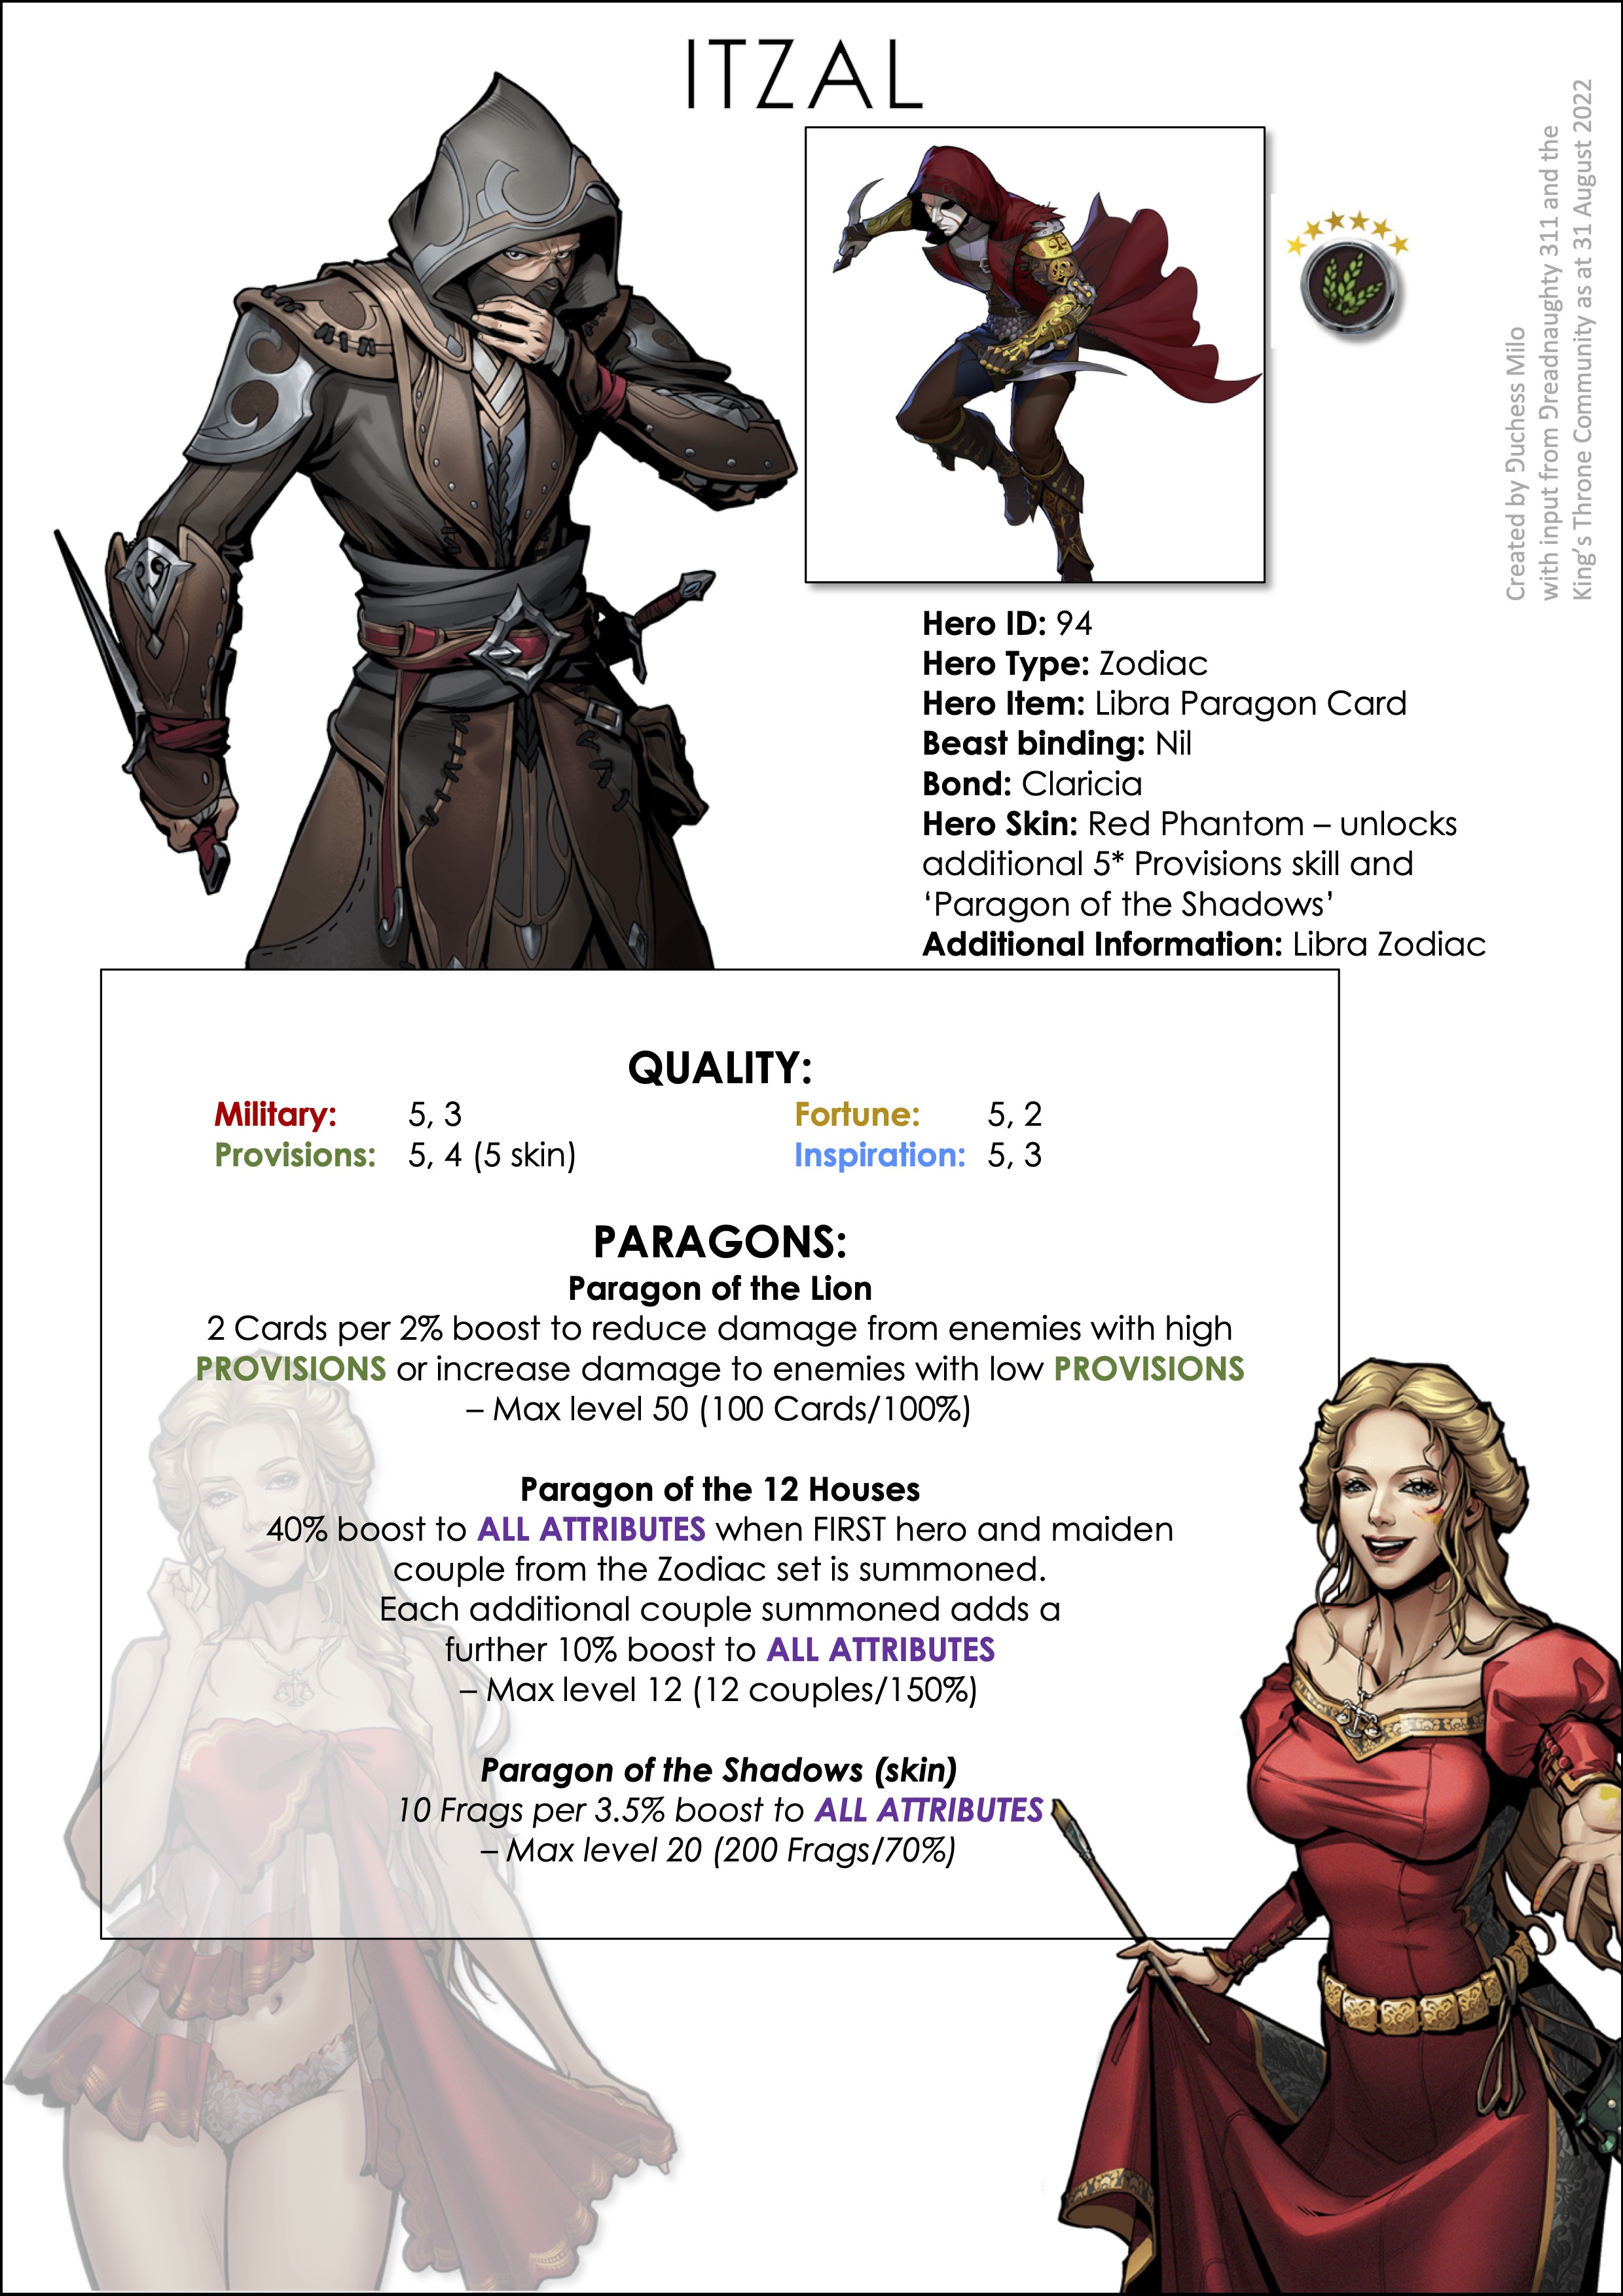 ITZAL
Created by Duchess Milo
with input from Dreadnaughty 311 and the
King's Throne Community as at 31 August 2022
Hero ID: 94
Hero Type: Zodiac
Hero Item: Libra Paragon Card
Beast binding: Nil
Bond: Claricia
Hero Skin: Red Phantom – unlocks
additional 5* Provisions skill and
‘Paragon of the Shadows’
Additional Information: Libra Zodiac
QUALITY:
Military: 5, 3 Fortune: 5, 2
Provisions: 5, 4 (5 skin) Inspiration: 5, 3
PARAGONS:
Paragon of the Lion
2 Cards per 2% boost to reduce damage from enemies with high
PROVISIONS or increase damage to enemies with low PROVISIONS
– Max level 50 (100 Cards/100%)
Paragon of the 12 Houses
40% boost to ALL ATTRIBUTES when FIRST hero and maiden
couple from the Zodiac set is summoned.
Each additional couple summoned adds a
further 10% boost to ALL ATTRIBUTES
– Max level 12 (12 couples/150%)
Paragon of the Shadows (skin)
10 Frags per 3.5% boost to ALL ATTRIBUTES
– Max level 20 (200 Frags/70%)